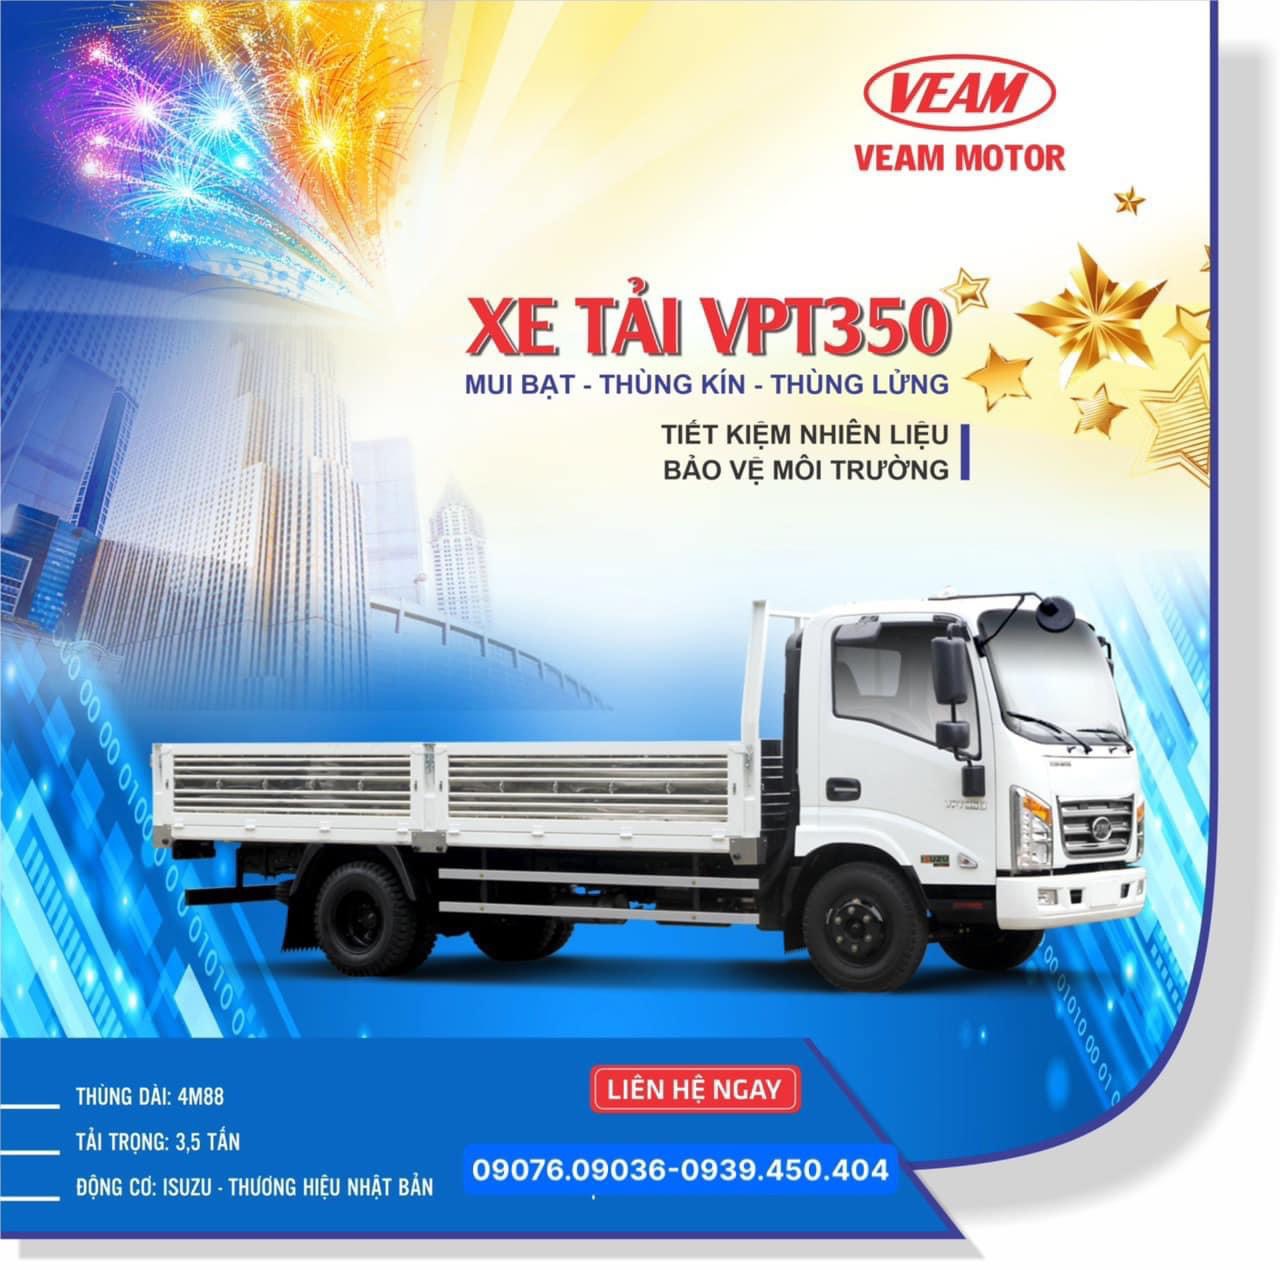 VEAM
VEAM MOTOR
XE TẢI VPT350
MUI BẠT - THÙNG KÍN - THÙNG LỬNG
TIẾT KIỆM NHIÊN LIỆU
BẢO VỆ MÔI TRƯỜNG
THÙNG DÀI: 4M88
TẢI TRỌNG: 3,5 TẤN
ĐỘNG CƠ: ISUZU - THƯƠNG HIỆU NHẬT BẢN
LIÊN HỆ NGAY
09076.09036-0939.450.404